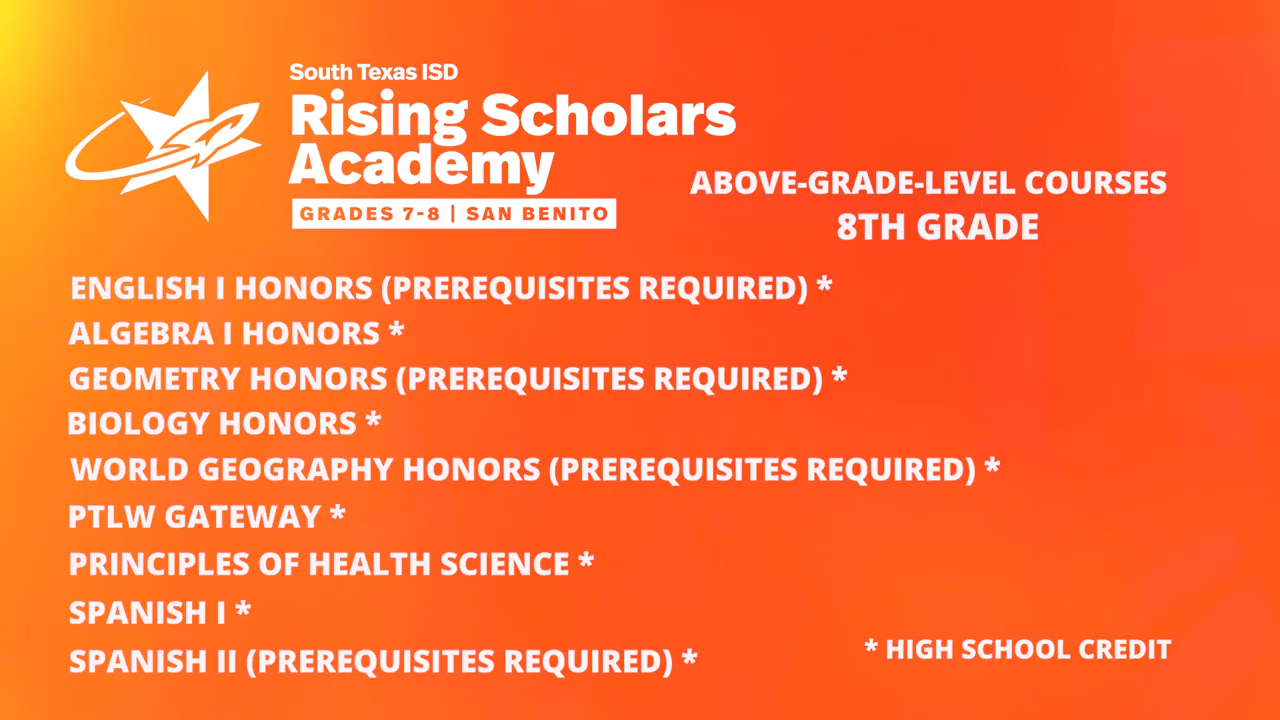 South Texas ISD
Rising Scholars
Academy
GRADES 7-8 | SAN BENITO
ABOVE-GRADE-LEVEL COURSES
8TH GRADE
ENGLISH I HONORS (PREREQUISITES REQUIRED) *
ALGEBRA I HONORS *
GEOMETRY HONORS (PREREQUISITES REQUIRED) *
BIOLOGY HONORS *
WORLD GEOGRAPHY HONORS (PREREQUISITES REQUIRED) *
PTLW GATEWAY *
PRINCIPLES OF HEALTH SCIENCE *
SPANISH I *
SPANISH II (PREREQUISITES REQUIRED) *
* HIGH SCHOOL CREDIT